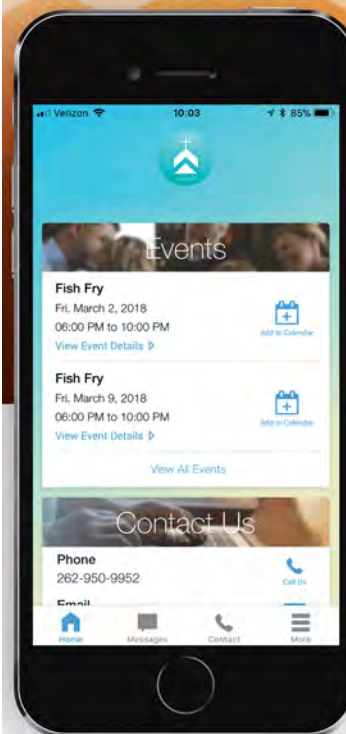 Verizon 10:03 85%
Events
Fish Fry
Fri, March 2, 2018
06:00 PM to 10:00 PM
View Event Details
Add to Calendar
Fish Fry
Fri, March 9, 2018
06:00 PM to 10:00 PM
View Event Details
Add to Calendar
View All Events
Contact Us
Phone
262-950-9952
Call Us
Email
Home Messages Contact More